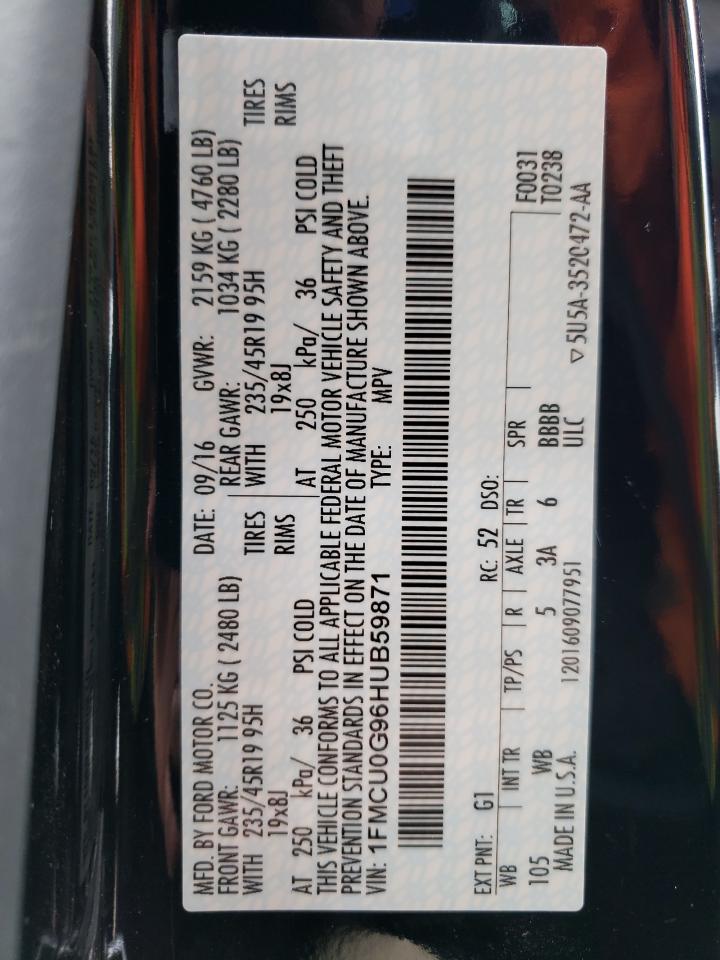 MFD. BY FORD MOTOR CO. DATE: 09/16 GVWR: 2159 KG ( 4760 LB)
FRONT GAWR: 1125 KG ( 2480 LB) REAR GAWR: 1034 KG ( 2280 LB)
WITH 235/45R19 95H TIRES WITH 235/45R19 95H TIRES
19x8J RIMS 19x8J RIMS
AT 250 kPa/ 36 PSI COLD AT 250 kPa/ 36 PSI COLD
THIS VEHICLE CONFORMS TO ALL APPLICABLE FEDERAL MOTOR VEHICLE SAFETY AND THEFT
PREVENTION STANDARDS IN EFFECT ON THE DATE OF MANUFACTURE SHOWN ABOVE.
VIN: 1FMCU0G96HUB59871 TYPE: MPV
EXT PNT: G1 RC: 52 DSO:
WB INT TR TP/PS R AXLE TR SPR F0031
105 WB 5 3A 6 BBBB T0238
MADE IN U.S.A. 1201609077951 ULC ▽5U5A-3520472-AA